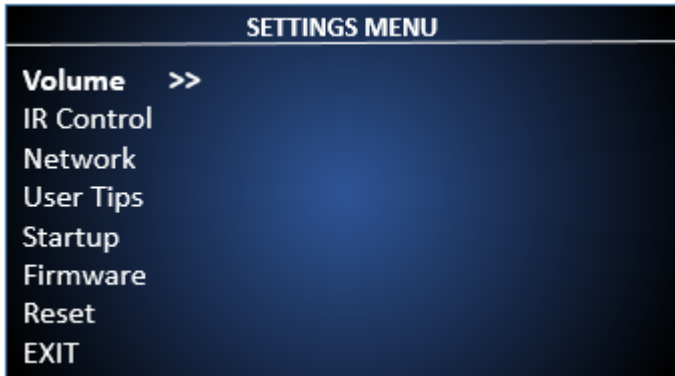 SETTINGS MENU
Volume >>
IR Control
Network
User Tips
Startup
Firmware
Reset
EXIT